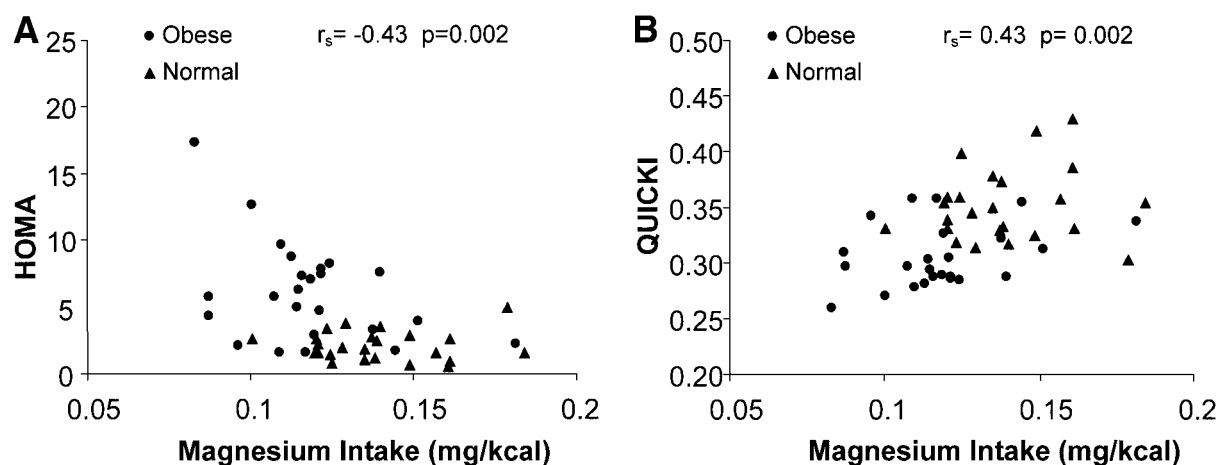 A
25
20
15
10
5
0
HOMA
● Obese
▲ Normal
rₛ= -0.43 p=0.002
0.05 0.1 0.15 0.2
Magnesium Intake (mg/kcal)
B
0.50
0.45
0.40
0.35
0.30
0.25
0.20
QUICKI
● Obese
▲ Normal
rₛ= 0.43 p= 0.002
0.05 0.1 0.15 0.2
Magnesium Intake (mg/kcal)